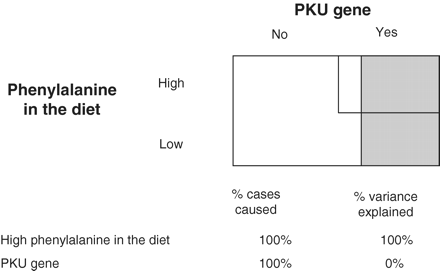 PKU gene
No Yes
Phenylalanine
in the diet
High
Low
% cases
caused
% variance
explained
High phenylalanine in the diet 100% 100%
PKU gene 100% 0%